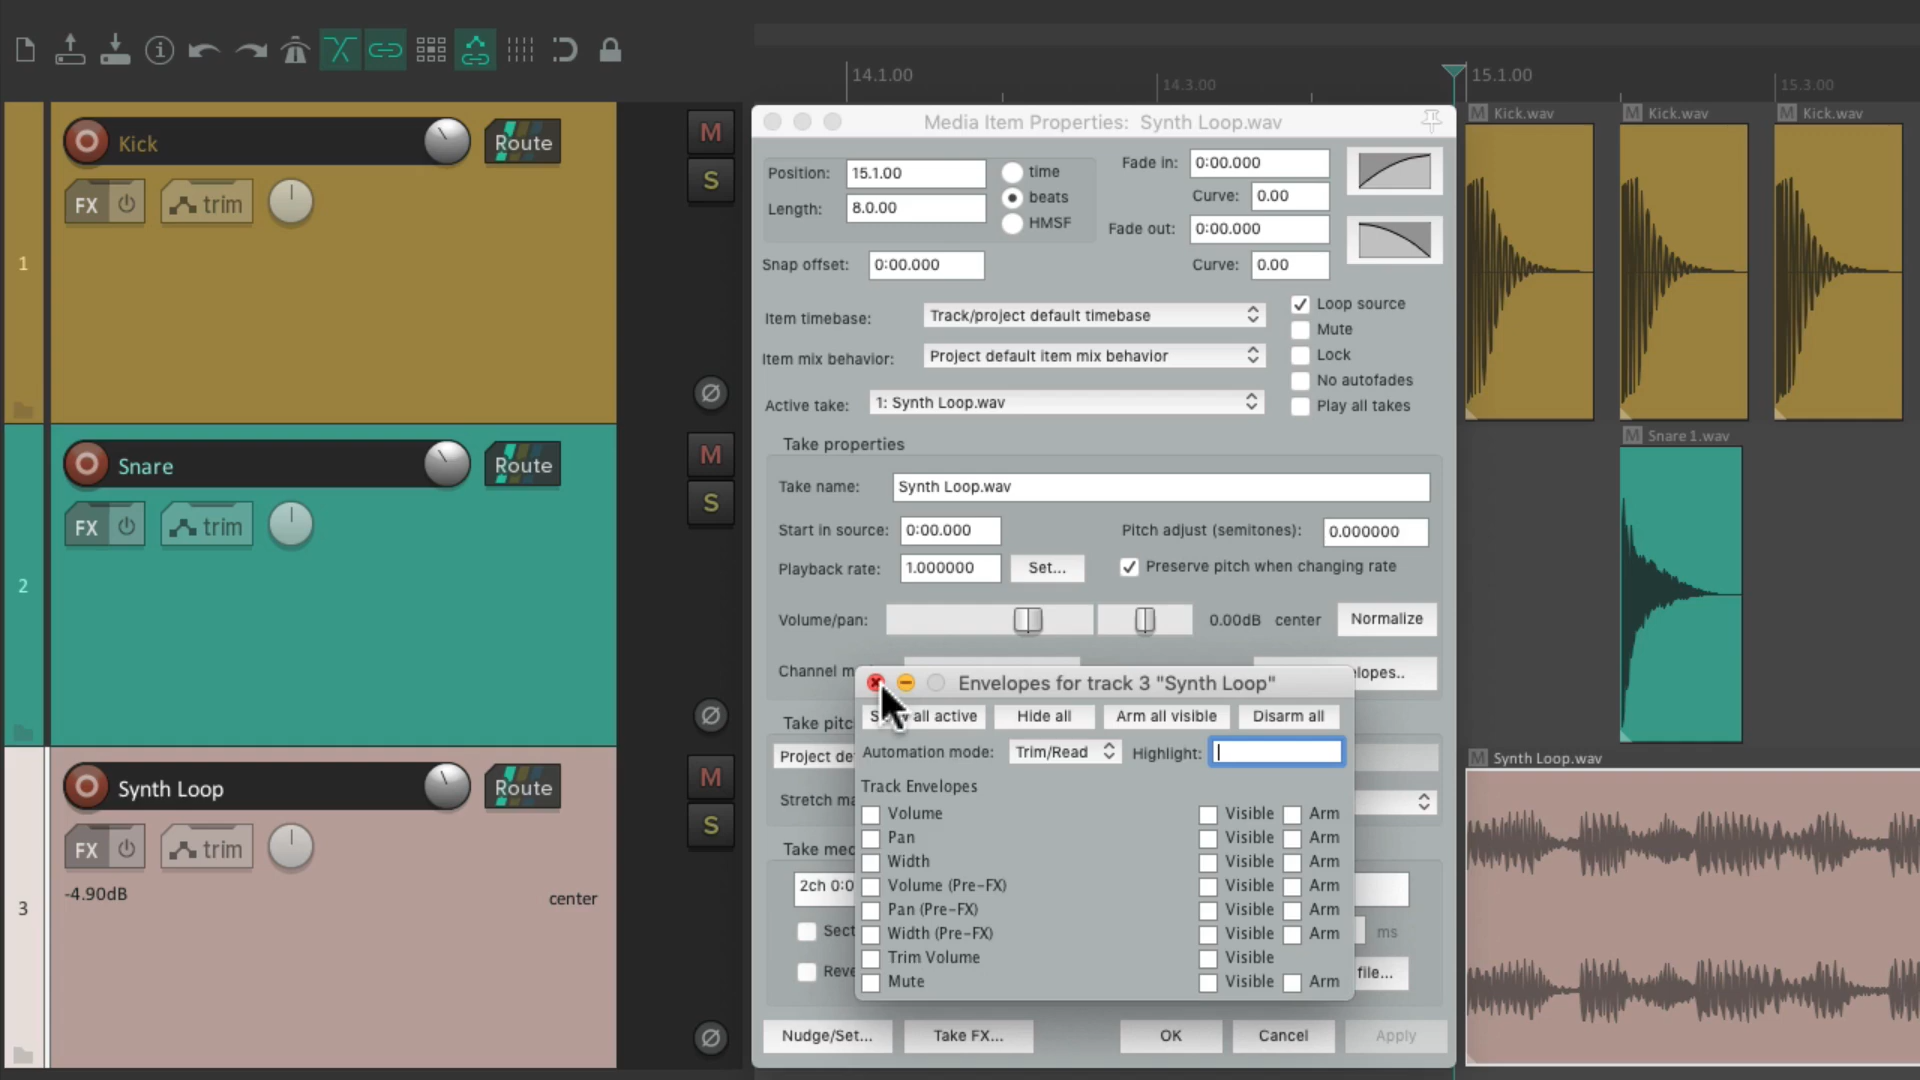 14.1.00
14.3.00
15.1.00
15.3.00
1
Kick
Route
FX
trim
M
S
2
Snare
Route
FX
trim
M
S
3
Synth Loop
Route
FX
trim
M
S
-4.90dB
center
Media Item Properties: Synth Loop.wav
Position: 15.1.00
Length: 8.0.00
time
beats
HMSF
Snap offset: 0:00.000
Fade in: 0:00.000
Curve: 0.00
Fade out: 0:00.000
Curve: 0.00
Item timebase: Track/project default timebase
Item mix behavior: Project default item mix behavior
Active take: 1: Synth Loop.wav
Loop source
Mute
Lock
No autofades
Play all takes
Take properties
Take name: Synth Loop.wav
Start in source: 0:00.000
Pitch adjust (semitones): 0.000000
Playback rate: 1.000000 Set...
Preserve pitch when changing rate
Volume/pan: 0.00dB center Normalize
Channel m
lopes..
Take pitc
Project de
Stretch ma
Take med
2ch 0:0
Sect
ms
Reve
file...
Envelopes for track 3 "Synth Loop"
all active Hide all Arm all visible Disarm all
Automation mode: Trim/Read Highlight:
Track Envelopes
Volume Visible Arm
Pan Visible Arm
Width Visible Arm
Volume (Pre-FX) Visible Arm
Pan (Pre-FX) Visible Arm
Width (Pre-FX) Visible Arm
Trim Volume Visible
Mute Visible Arm
Nudge/Set... Take FX... OK Cancel Apply
M Kick.wav
M Kick.wav
M Kick.wav
M Snare 1.wav
M Synth Loop.wav